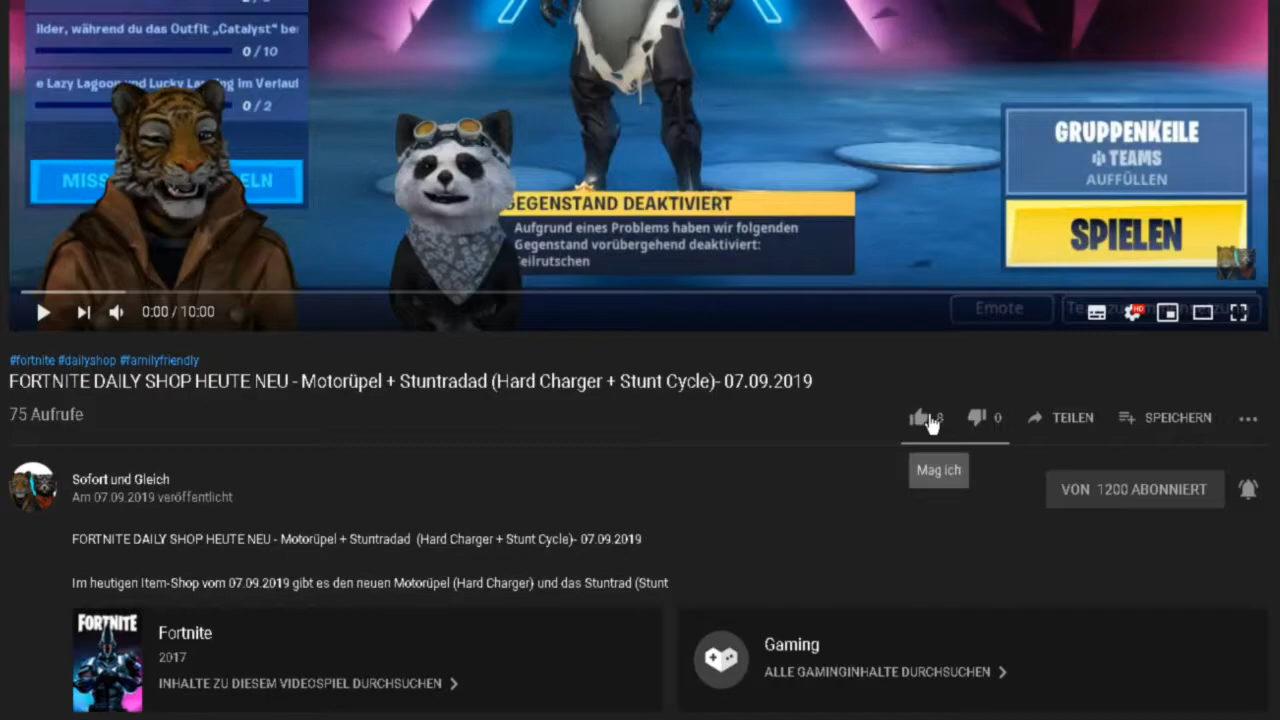 ilder, während du das Outfit „Catalyst“ be
0 / 10
e Lazy Lagoon und Lucky Landing im Verlauf
0 / 2
GRUPPENKEILE
TEAMS
AUFFÜLLEN
SPIELEN
GEGENSTAND DEAKTIVIERT
Aufgrund eines Problems haben wir folgenden
Gegenstand vorübergehend deaktiviert:
eilrutschen
0:00 / 10:00
HD
Emote
#fortnite #dailyshop #familyfriendly
FORTNITE DAILY SHOP HEUTE NEU - Motorüpel + Stuntradad (Hard Charger + Stunt Cycle)- 07.09.2019
75 Aufrufe
8
0
TEILEN
SPEICHERN
Mag ich
Sofort und Gleich
Am 07.09.2019 veröffentlicht
VON 1200 ABONNIERT
FORTNITE DAILY SHOP HEUTE NEU - Motorüpel + Stuntradad (Hard Charger + Stunt Cycle)- 07.09.2019
Im heutigen Item-Shop vom 07.09.2019 gibt es den neuen Motorüpel (Hard Charger) und das Stuntrad (Stunt
FORTNITE
Fortnite
2017
INHALTE ZU DIESEM VIDEOSPIEL DURCHSUCHEN
Gaming
ALLE GAMINGINHALTE DURCHSUCHEN